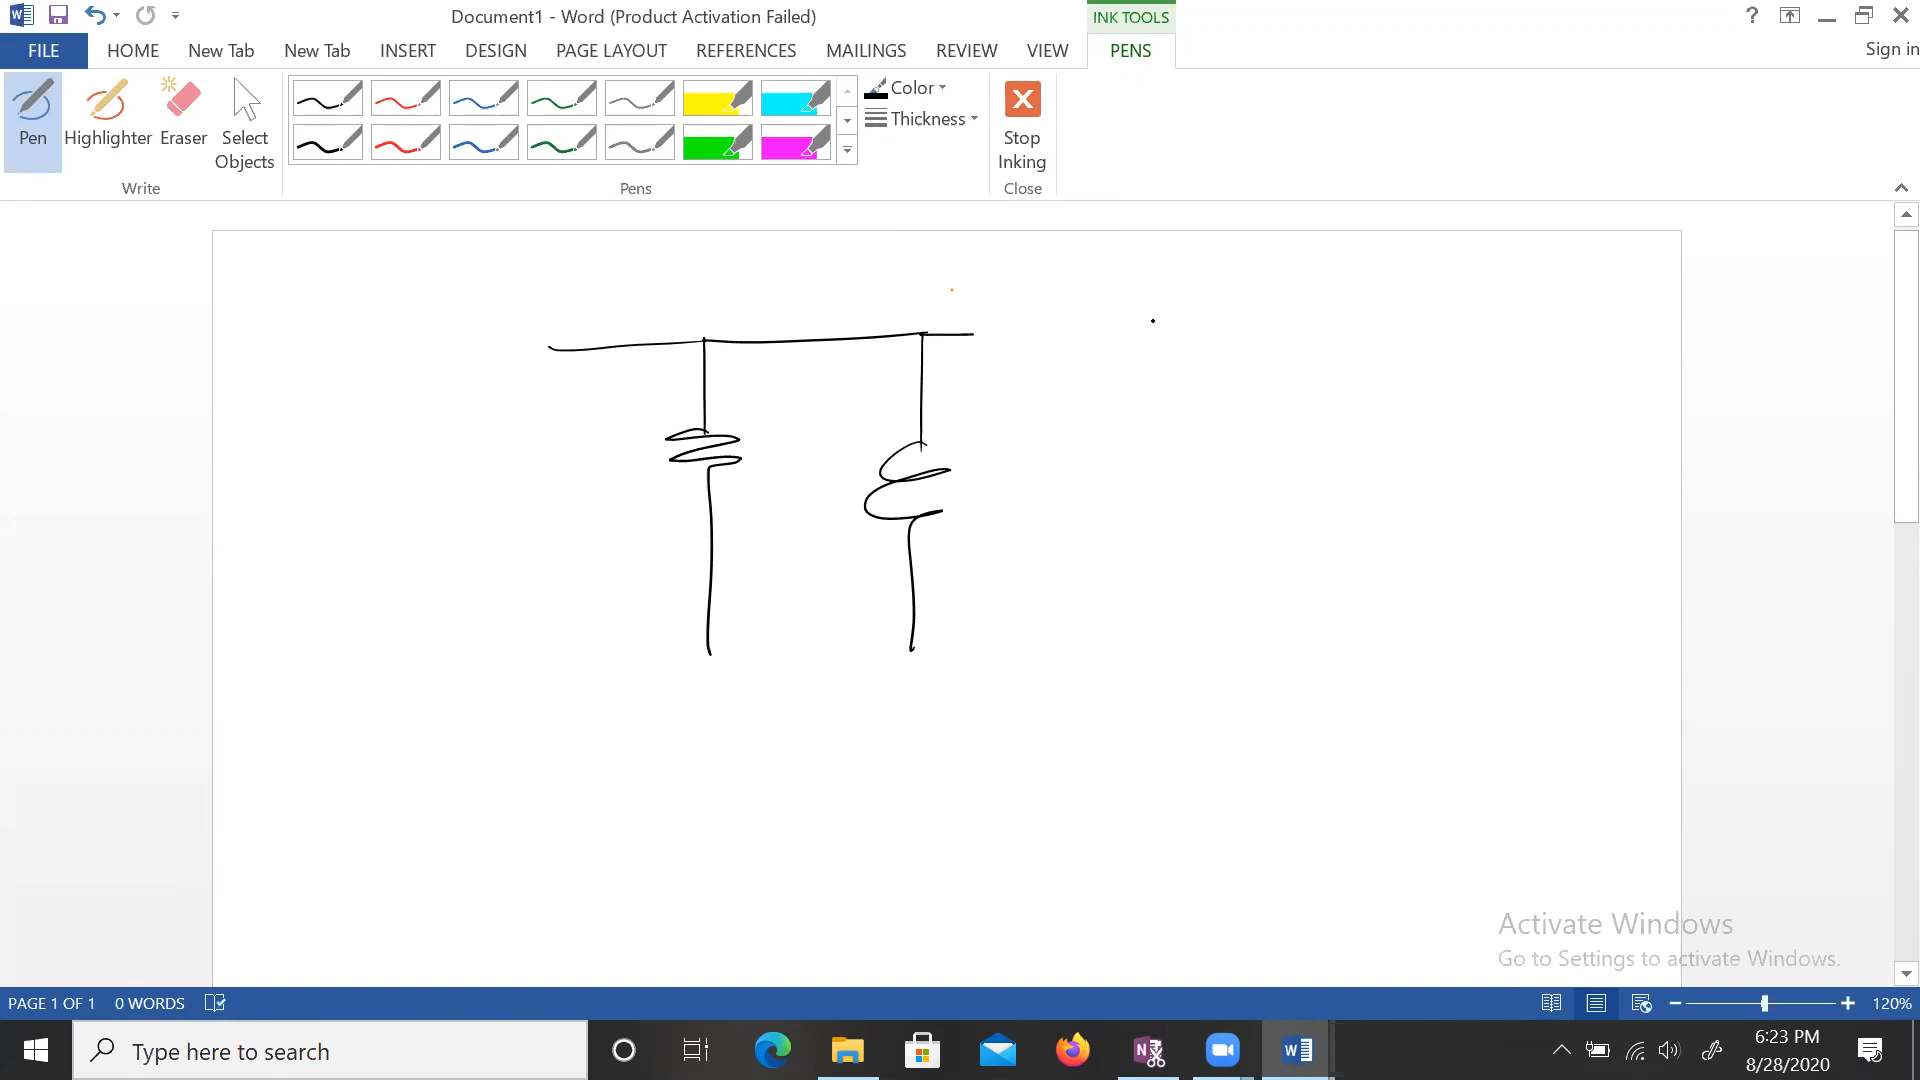 Document1 - Word (Product Activation Failed)
INK TOOLS
?
FILE
HOME
New Tab
New Tab
INSERT
DESIGN
PAGE LAYOUT
REFERENCES
MAILINGS
REVIEW
VIEW
PENS
Sign in
Pen
Highlighter
Eraser
Select
Objects
Color
Thickness
Stop
Inking
Write
Pens
Close
Activate Windows
Go to Settings to activate Windows.
PAGE 1 OF 1
0 WORDS
120%
Type here to search
6:23 PM
8/28/2020